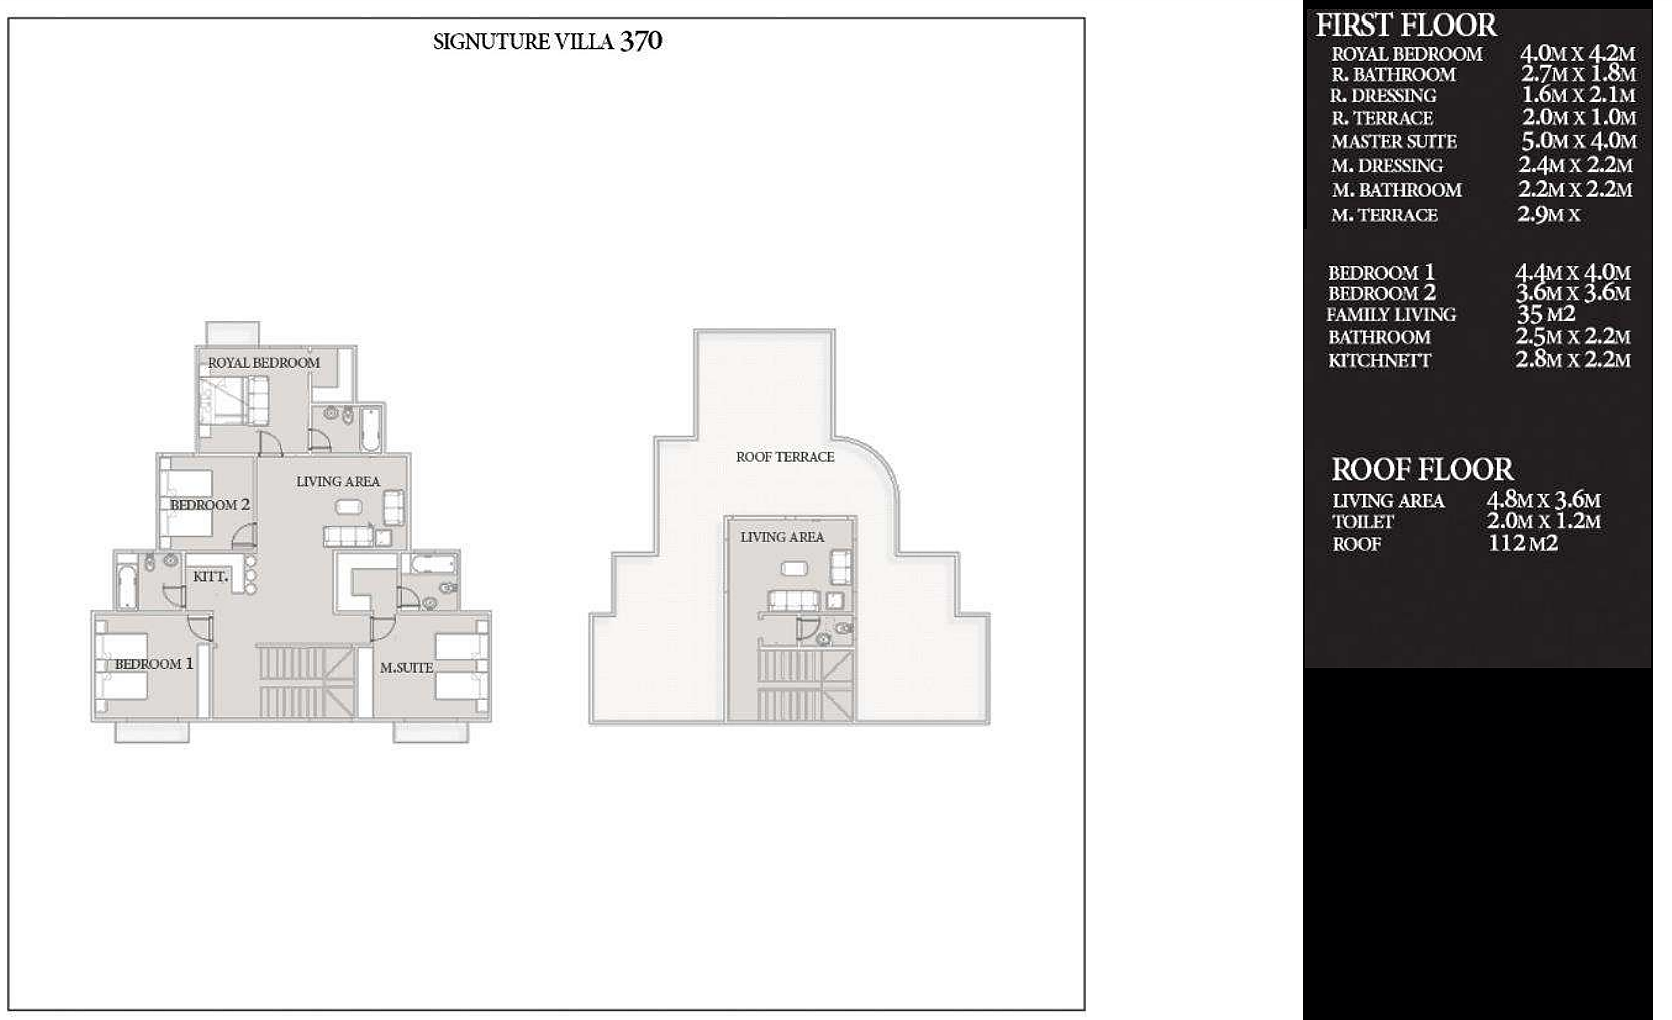 SIGNUTURE VILLA 370
ROYAL BEDROOM
LIVING AREA
BEDROOM 2
KITT.
BEDROOM 1
M.SUITE
ROOF TERRACE
LIVING AREA
FIRST FLOOR
ROYAL BEDROOM 4.0M X 4.2M
R. BATHROOM 2.7M X 1.8M
R. DRESSING 1.6M X 2.1M
R. TERRACE 2.0M X 1.0M
MASTER SUITE 5.0M X 4.0M
M. DRESSING 2.4M X 2.2M
M. BATHROOM 2.2M X 2.2M
M. TERRACE 2.9M X
BEDROOM 1 4.4M X 4.0M
BEDROOM 2 3.6M X 3.6M
FAMILY LIVING 35 M2
BATHROOM 2.5M X 2.2M
KITCHNETT 2.8M X 2.2M
ROOF FLOOR
LIVING AREA 4.8M X 3.6M
TOILET 2.0M X 1.2M
ROOF 112 M2